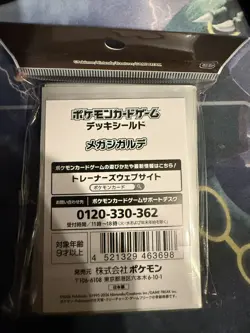 ポケモンカードゲーム
デッキシールド
メガジガルデ
ポケモンカードゲームの遊びかたや最新情報はこちら!
トレーナーズウェブサイト
ポケモンカード
お問い合わせ先 ポケモンカードゲームサポートデスク
0120-330-362
対象年齢
9才以上
4 521329 463698
発売元 株式会社ポケモン
日本製